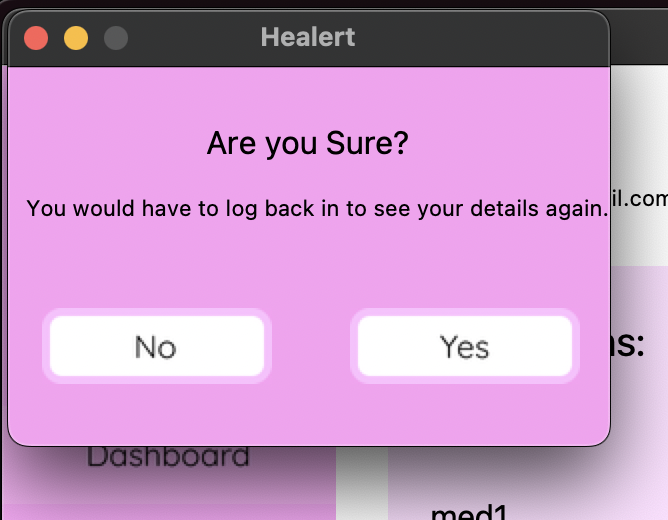 Healert
Are you Sure?
You would have to log back in to see your details again.
il.com
No
Yes
ns:
Dashboard
med1